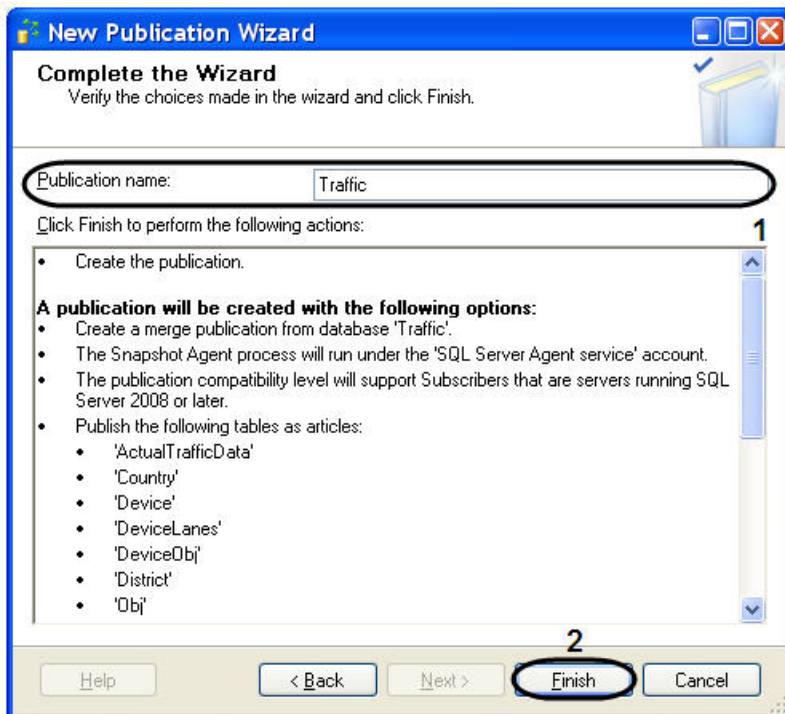 New Publication Wizard
Complete the Wizard
Verify the choices made in the wizard and click Finish.
Publication name: Traffic
1
Click Finish to perform the following actions:
• Create the publication.
A publication will be created with the following options:
• Create a merge publication from database 'Traffic'.
• The Snapshot Agent process will run under the 'SQL Server Agent service' account.
• The publication compatibility level will support Subscribers that are servers running SQL
Server 2008 or later.
• Publish the following tables as articles:
• 'ActualTrafficData'
• 'Country'
• 'Device'
• 'DeviceLanes'
• 'DeviceObj'
• 'District'
• 'Obj'
2
Help < Back Next > Finish Cancel